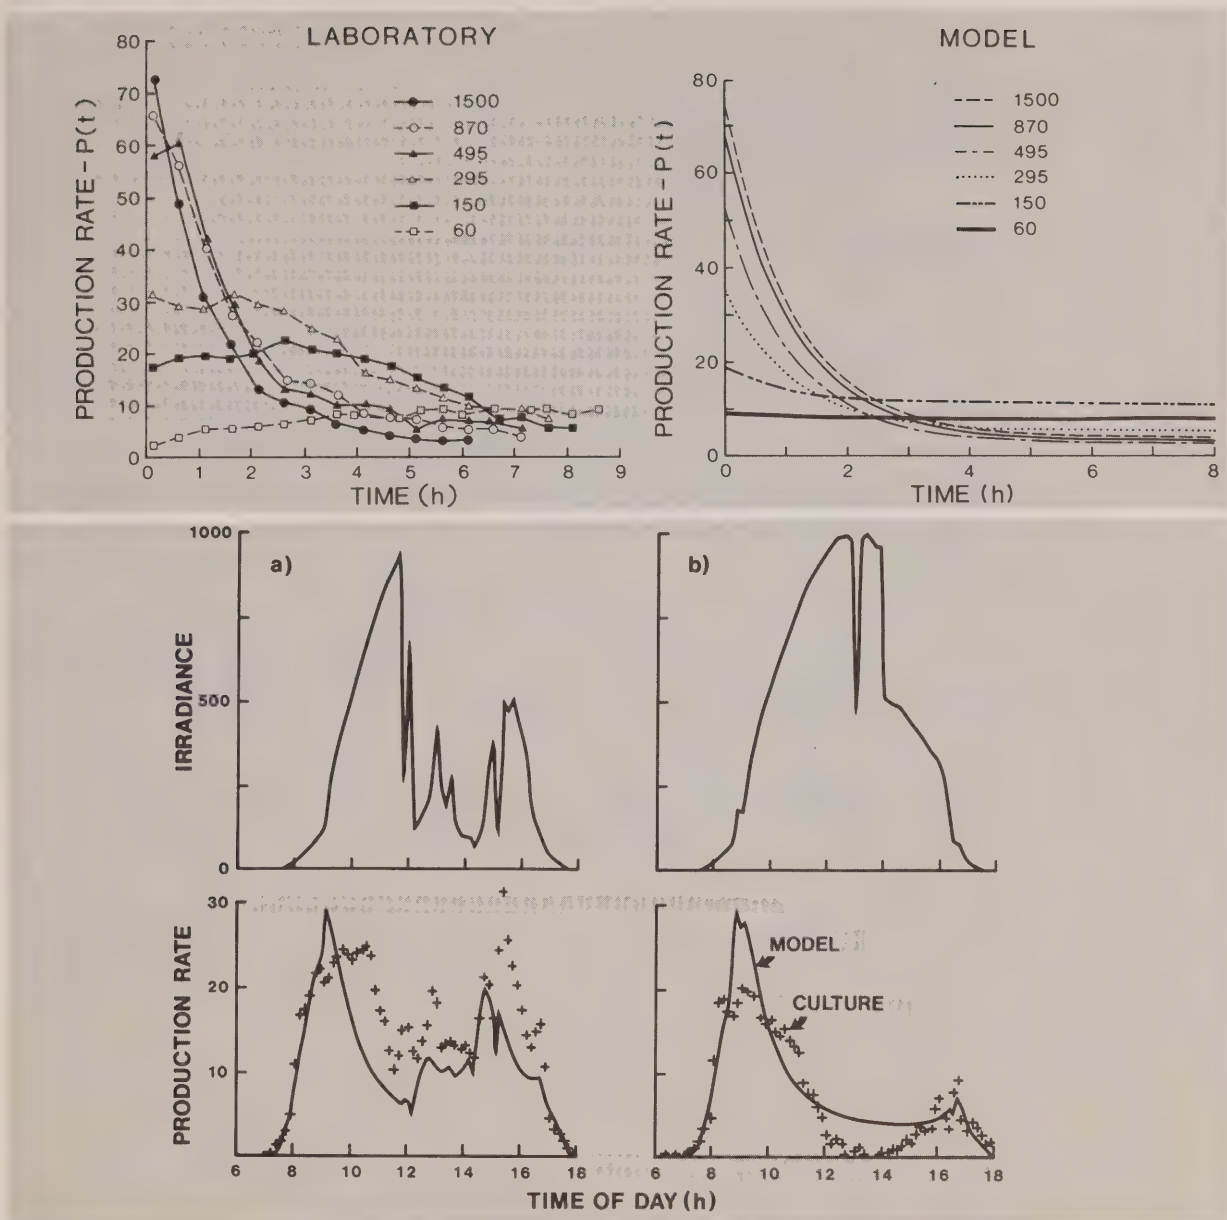 LABORATORY
PRODUCTION RATE - P(t)
80
70
60
50
40
30
20
10
0
1500
870
495
295
150
60
0 1 2 3 4 5 6 7 8 9
TIME (h)
MODEL
PRODUCTION RATE - P(t)
80
60
40
20
0
1500
870
495
295
150
60
0 2 4 6 8
TIME (h)
a)
IRRADIANCE
1000
500
0
b)
PRODUCTION RATE
30
20
10
6 8 10 12 14 16 18
MODEL
CULTURE
6 8 10 12 14 16 18
TIME OF DAY (h)